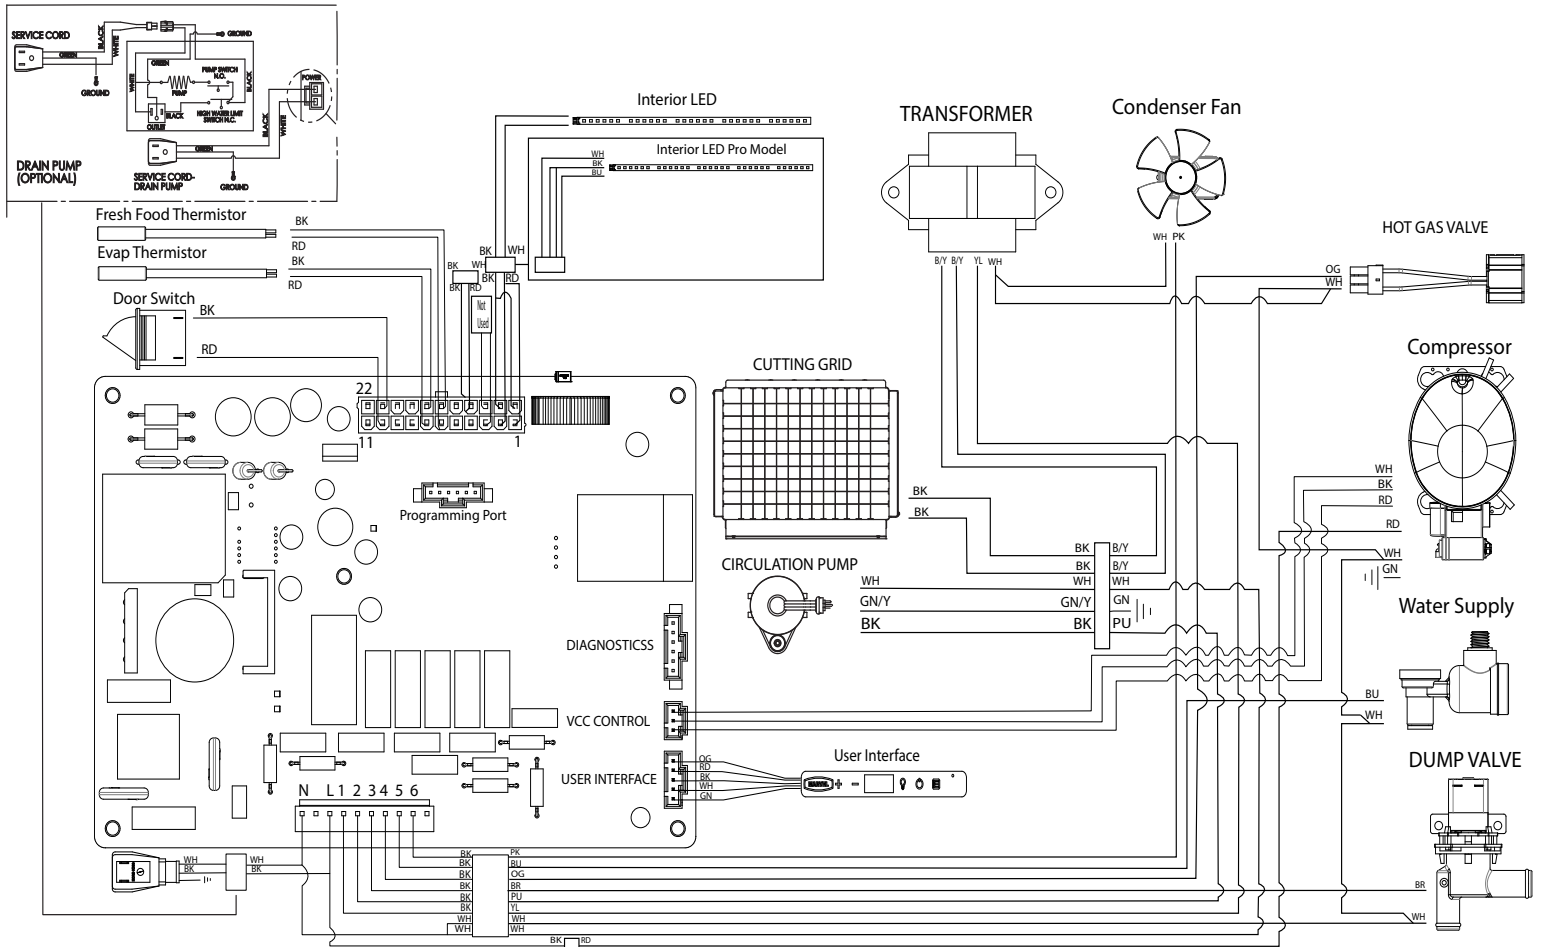 SERVICE CORD
BLACK
WHITE
GREEN
GROUND
GROUND
GREEN
WHITE
PUMP SWITCH
N.C.
PUMP
BLACK
BLACK
HIGH WATER LIMIT
SWITCH N.C.
OUTLET
POWER
BLACK
WHITE
GREEN
GROUND
DRAIN PUMP
(OPTIONAL)
SERVICE CORD-
DRAIN PUMP
Fresh Food Thermistor
BK
RD
Evap Thermistor
BK
RD
Door Switch
BK
RD
Interior LED
Interior LED Pro Model
WH
BK
BU
BK WH
BK WH
BK RD
BK RD
Not
Used
TRANSFORMER
B/Y B/Y YL WH
Condenser Fan
WH PK
HOT GAS VALVE
OG
WH
Compressor
WH
BK
RD
RD
WH
GN
Water Supply
BU
WH
DUMP VALVE
BR
WH
CUTTING GRID
BK
BK
CIRCULATION PUMP
WH
GN/Y
BK
BK B/Y
BK B/Y
WH WH
GN/Y GN
BK PU
22
11
1
Programming Port
DIAGNOSTICSS
VCC CONTROL
USER INTERFACE
OG
RD
BK
WH
GN
User Interface
MARVEL + -
N L 1 2 3 4 5 6
WH
BK
WH
BK
BK PK
BK BU
BK OG
BK BR
BK PU
BK YL
WH WH
WH WH
BK RD